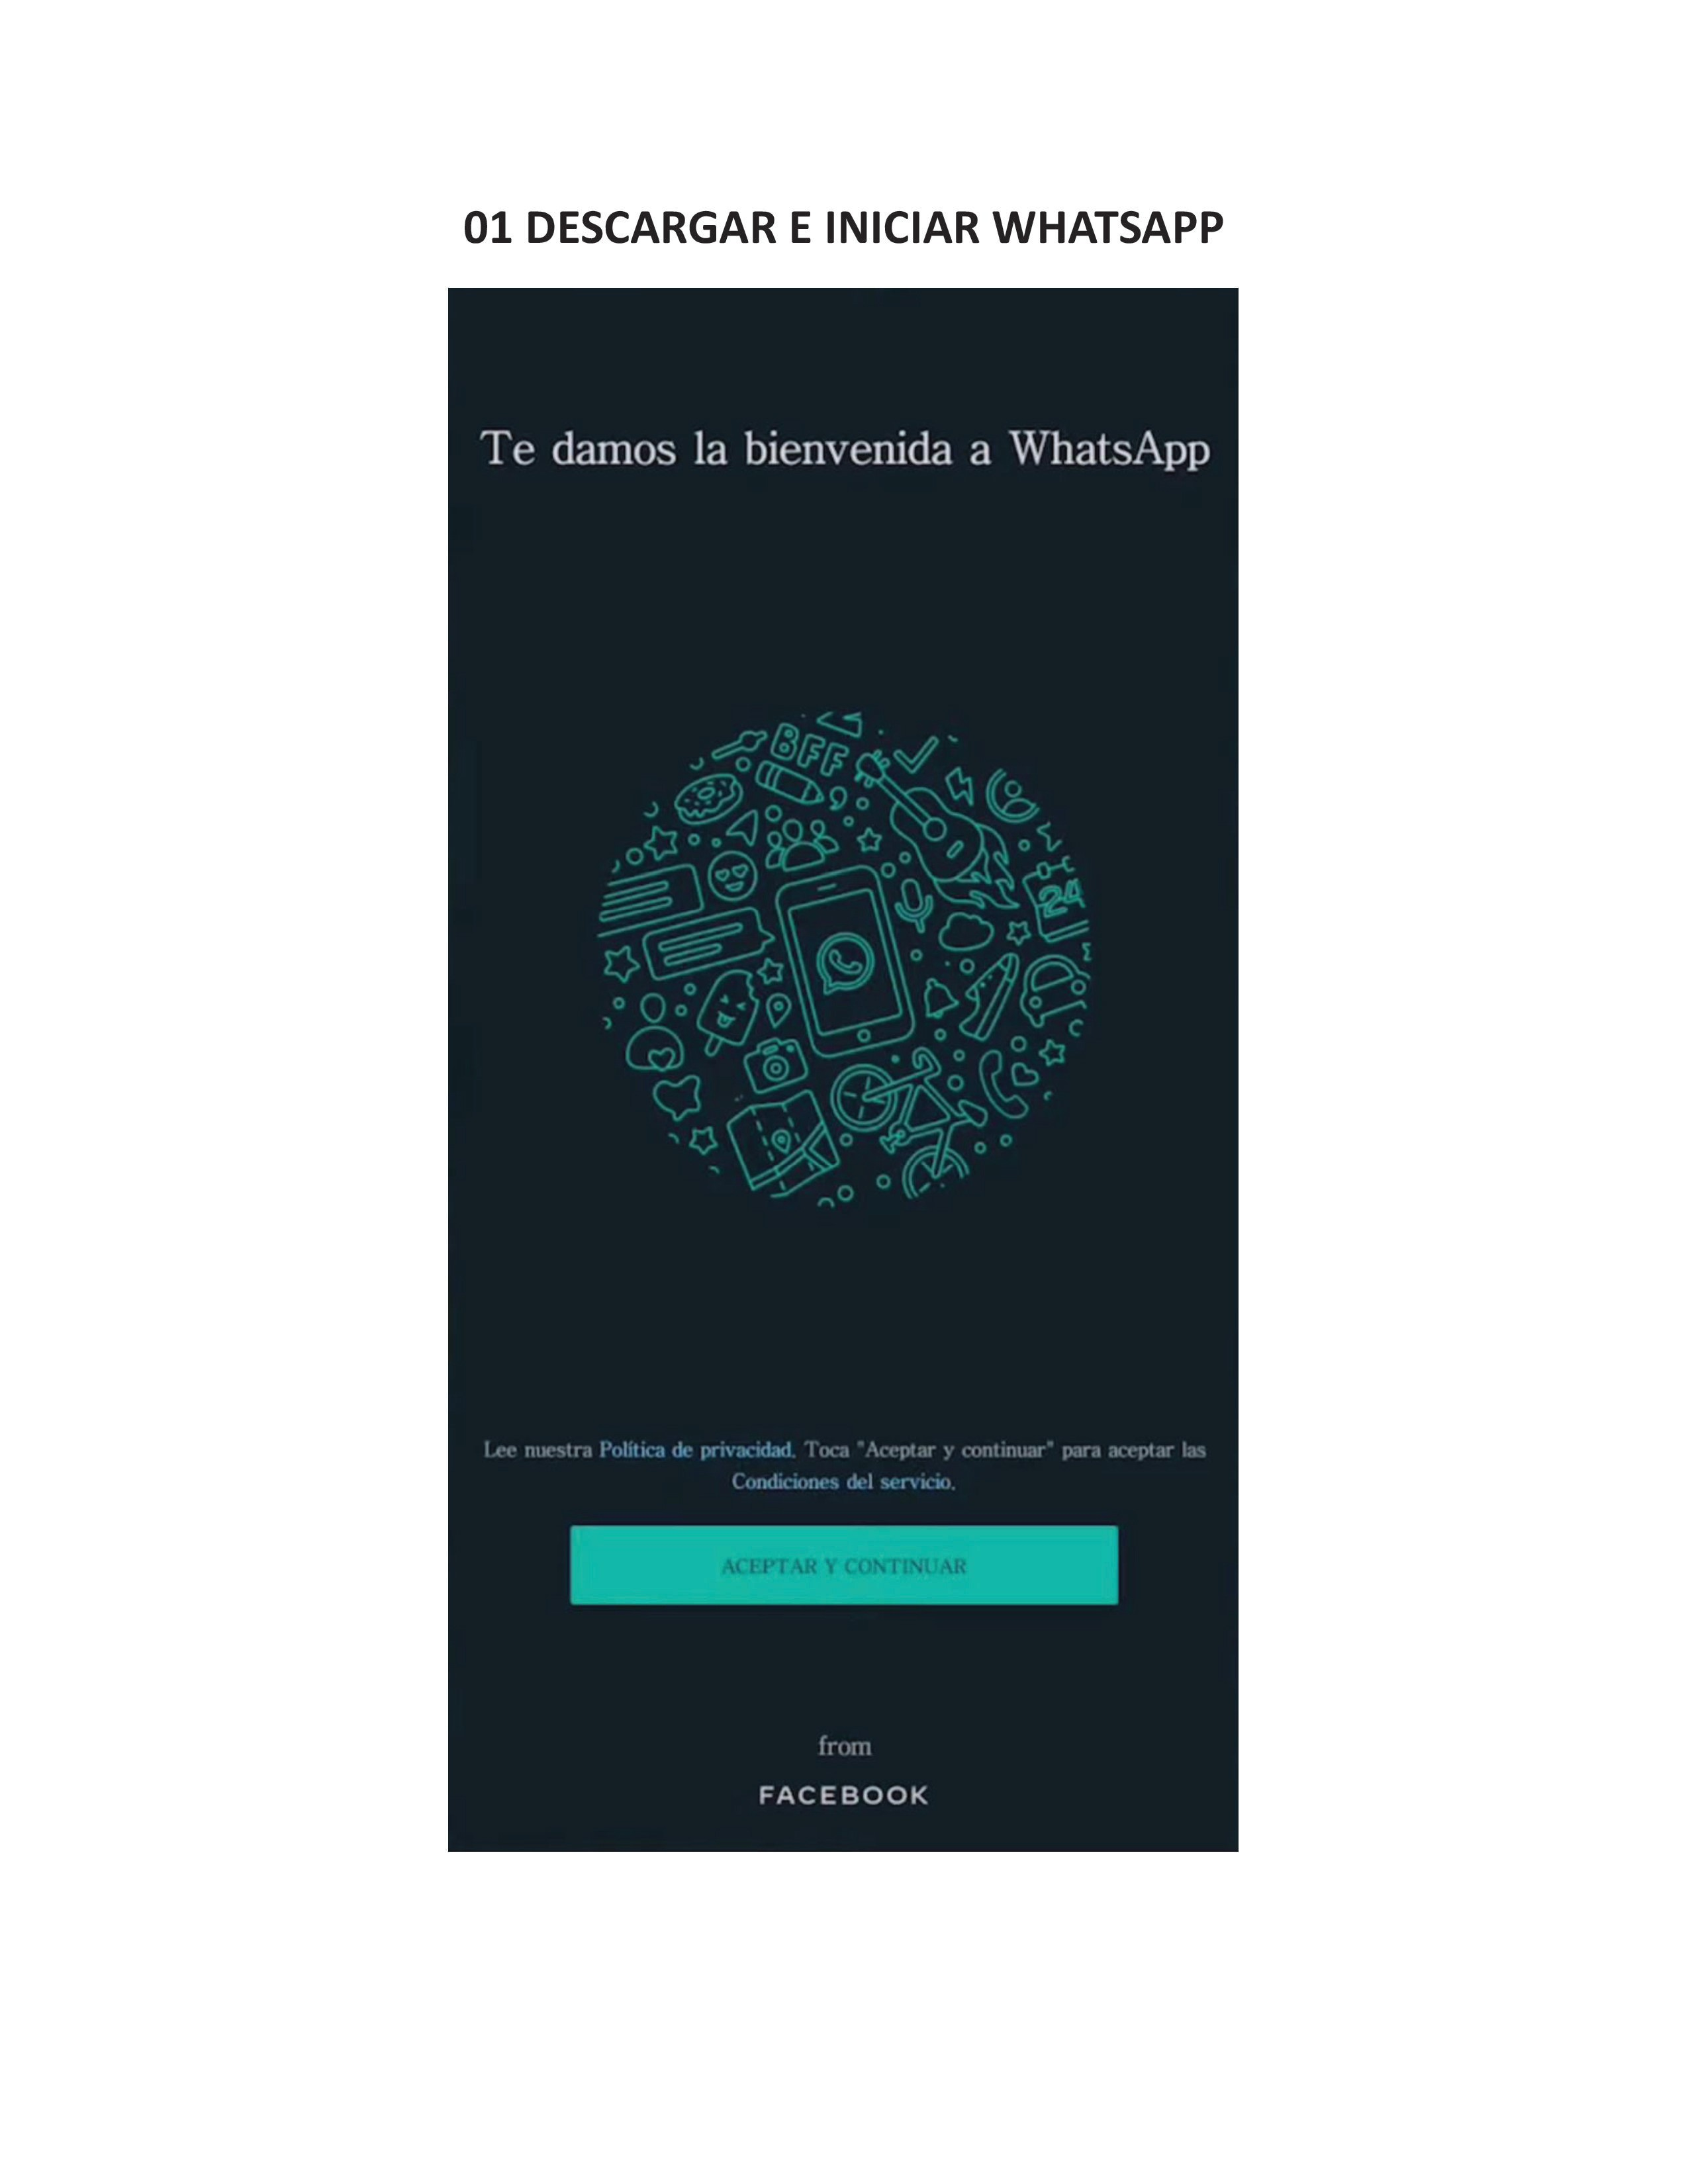 01 DESCARGAR E INICIAR WHATSAPP
Te damos la bienvenida a WhatsApp
BFF
24
Lee nuestra Política de privacidad. Toca "Aceptar y continuar" para aceptar las
Condiciones del servicio.
ACEPTAR Y CONTINUAR
from
FACEBOOK